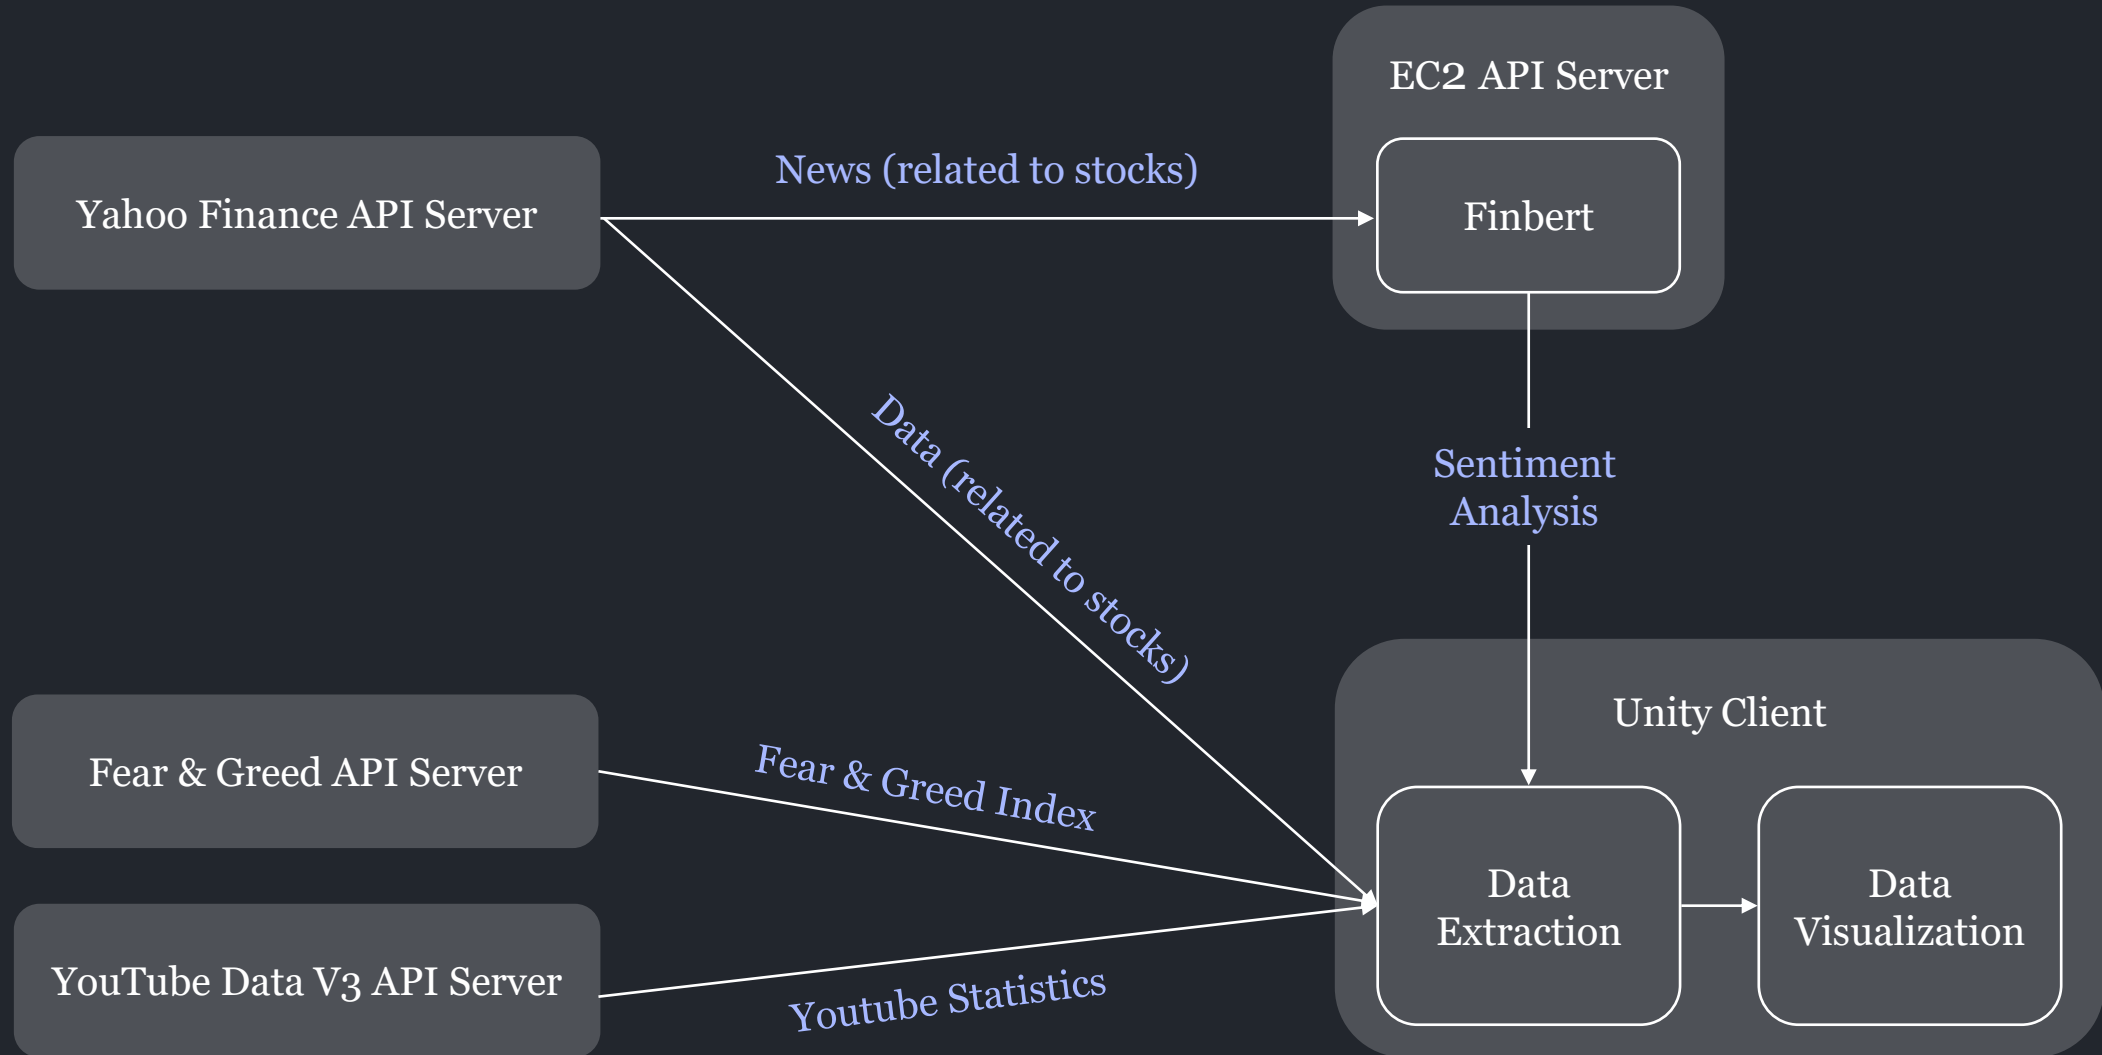 EC2 API Server
News (related to stocks)
Yahoo Finance API Server
Finbert
Data (related to stocks)
Sentiment
Analysis
Unity Client
Fear & Greed API Server
Fear & Greed Index
Data
Extraction
Data
Visualization
YouTube Data V3 API Server
Youtube Statistics